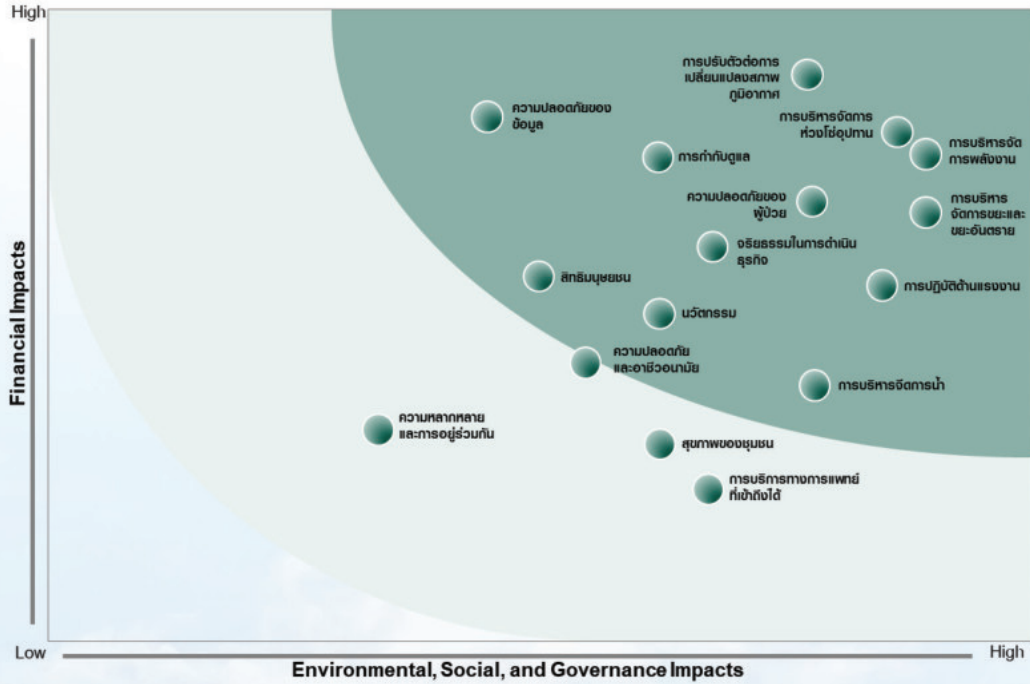 High
การปรับตัวต่อการ
เปลี่ยนแปลงสภาพ
ภูมิอากาศ
ความปลอดภัยของ
ข้อมูล
การบริหารจัดการ
ห่วงโซ่อุปทาน
การบริหารจัด
การพลังงาน
การกำกับดูแล
ความปลอดภัยของ
ผู้ป่วย
การบริหาร
จัดการขยะและ
ขยะอันตราย
จริยธรรมในการดำเนิน
ธุรกิจ
สิทธิมนุษยชน
การปฏิบัติด้านแรงงาน
นวัตกรรม
ความปลอดภัย
และอาชีวอนามัย
การบริหารจัดการน้ำ
ความหลากหลาย
และการอยู่ร่วมกัน
สุขภาพของชุมชน
การบริการทางการแพทย์
ที่เข้าถึงได้
Financial Impacts
Low
High
Environmental, Social, and Governance Impacts